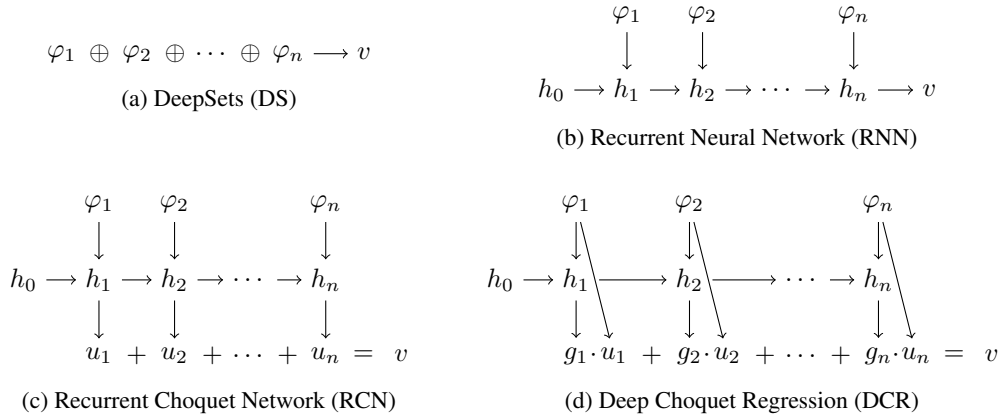 φ₁ ⊕ φ₂ ⊕ ⋯ ⊕ φₙ ⟶ v
(a) DeepSets (DS)
φ₁ φ₂ φₙ
h₀ ⟶ h₁ ⟶ h₂ ⟶ ⋯ ⟶ hₙ ⟶ v
(b) Recurrent Neural Network (RNN)
φ₁ φ₂ φₙ
h₀ ⟶ h₁ ⟶ h₂ ⟶ ⋯ ⟶ hₙ
u₁ + u₂ + ⋯ + uₙ = v
(c) Recurrent Choquet Network (RCN)
φ₁ φ₂ φₙ
h₀ ⟶ h₁ ⟶ h₂ ⟶ ⋯ ⟶ hₙ
g₁·u₁ + g₂·u₂ + ⋯ + gₙ·uₙ = v
(d) Deep Choquet Regression (DCR)